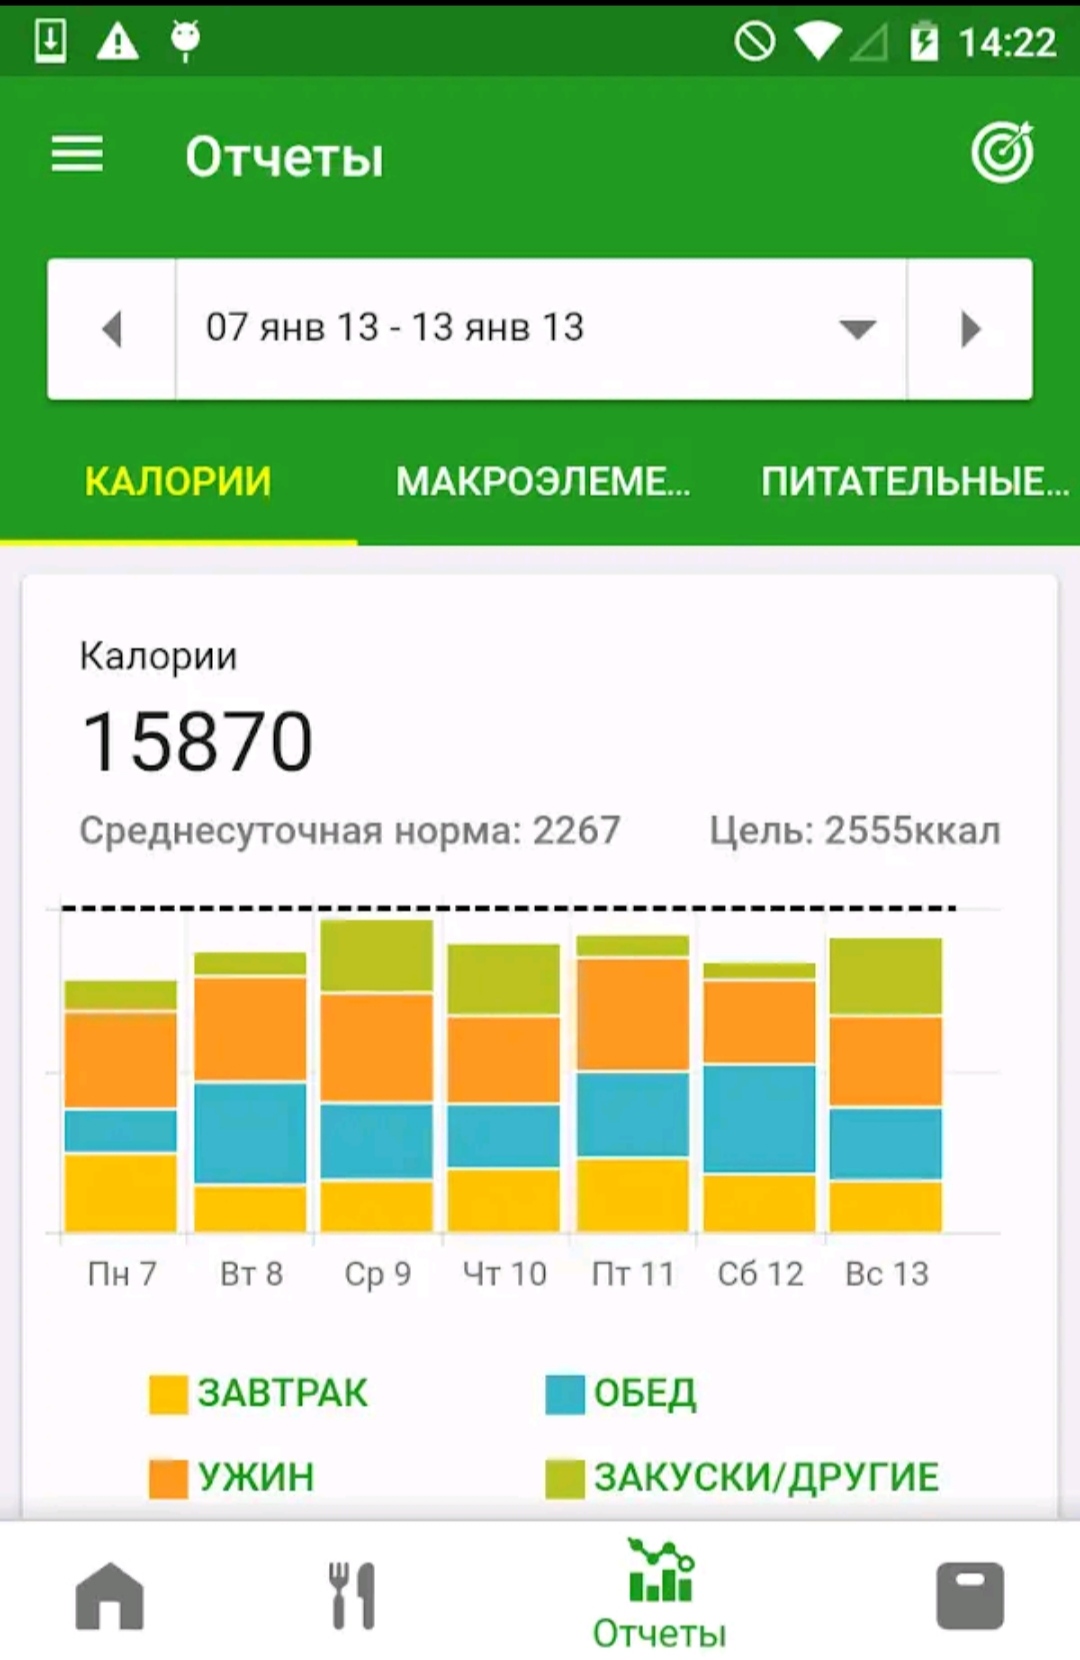 14:22
Отчеты
07 янв 13 - 13 янв 13
КАЛОРИИ МАКРОЭЛЕМЕ... ПИТАТЕЛЬНЫЕ...
Калории
15870
Среднесуточная норма: 2267 Цель: 2555ккал
Пн 7 Вт 8 Ср 9 Чт 10 Пт 11 Сб 12 Вс 13
ЗАВТРАК ОБЕД
УЖИН ЗАКУСКИ/ДРУГИЕ
Отчеты